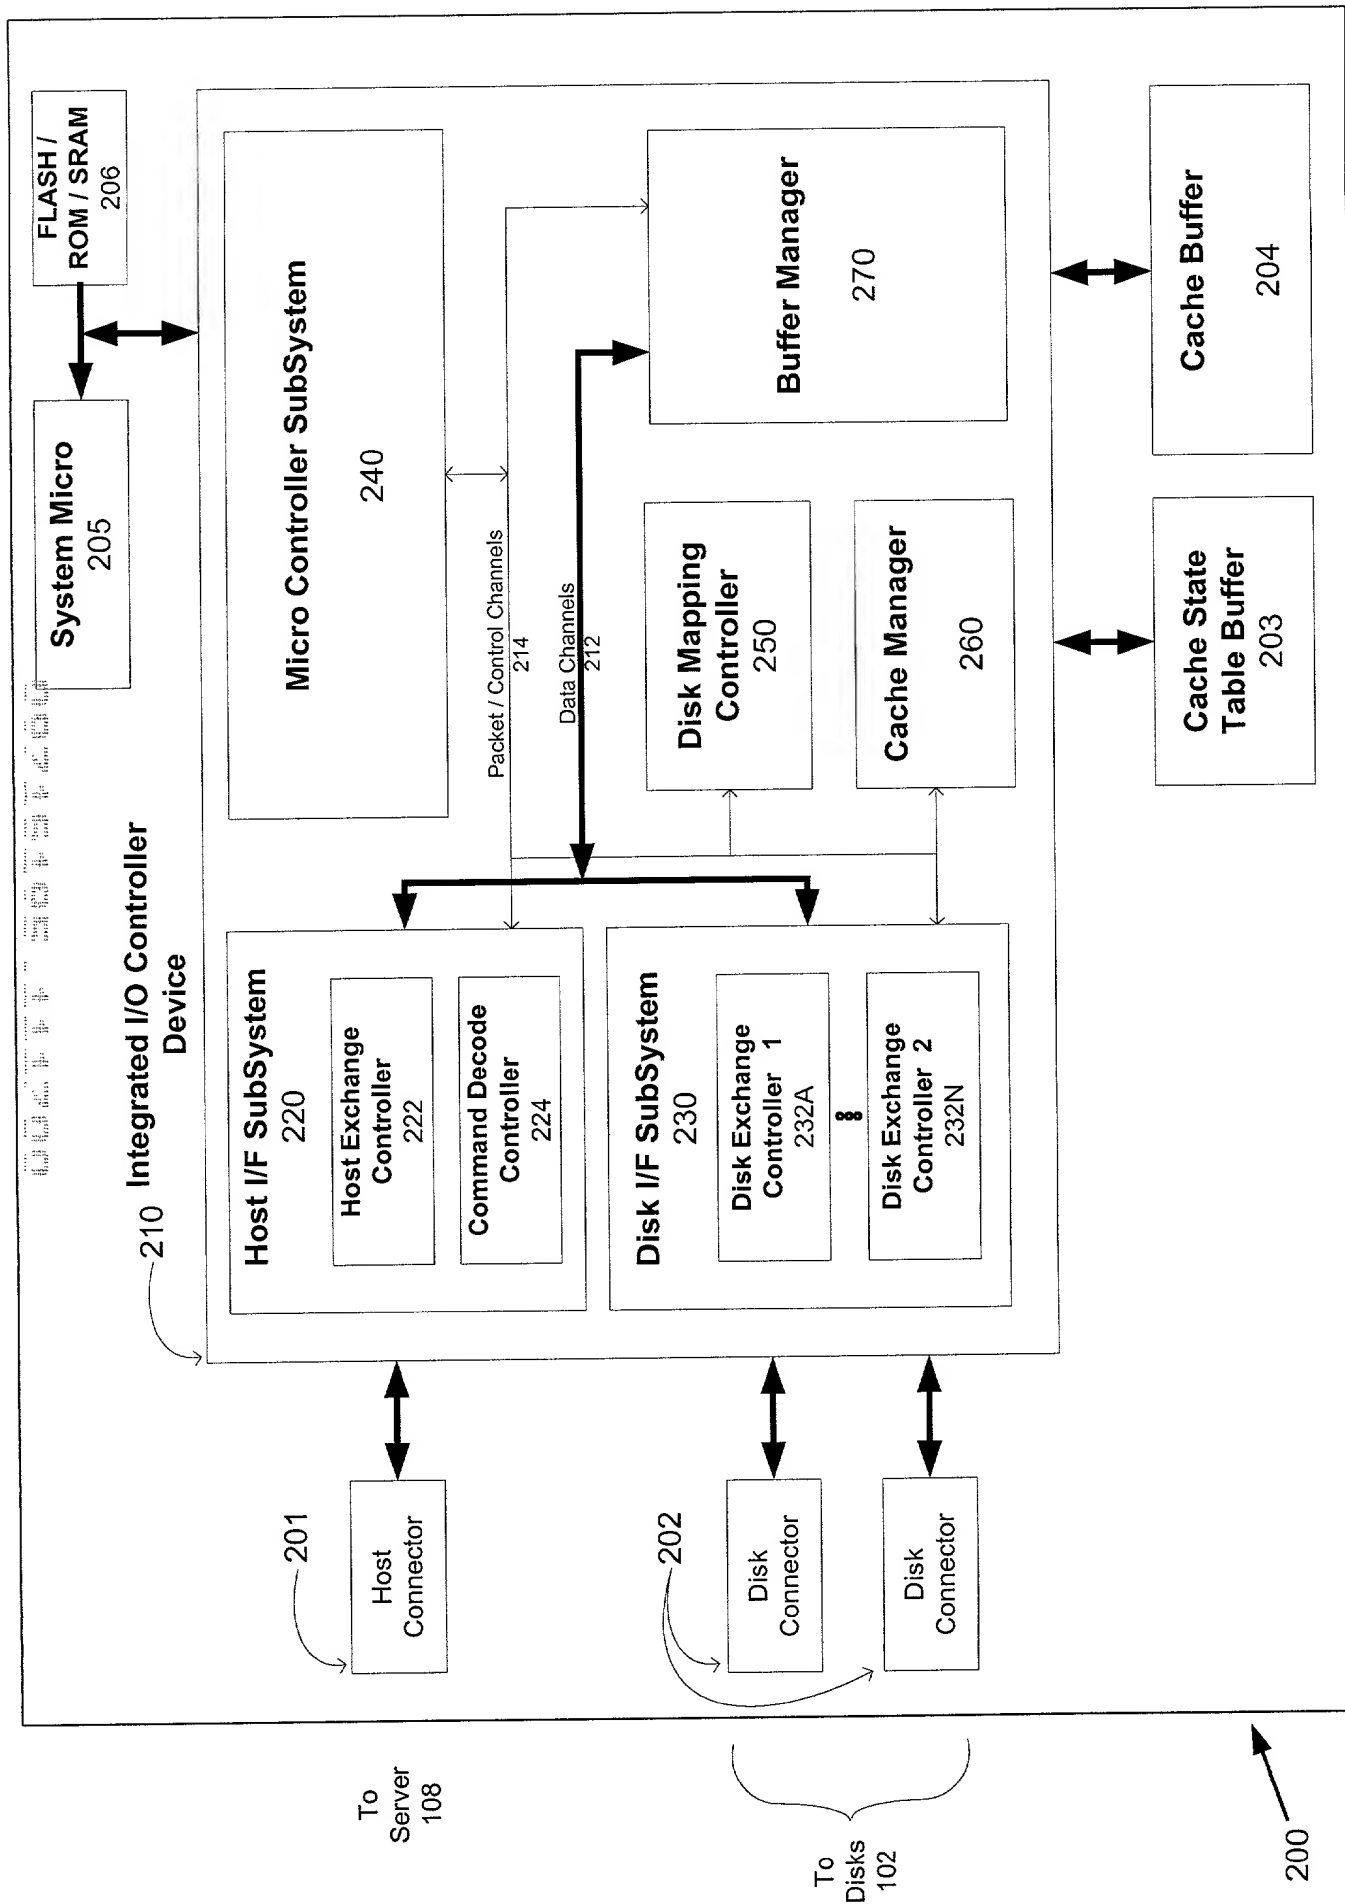 FLASH /
ROM / SRAM
206
System Micro
205
210
Integrated I/O Controller
Device
Micro Controller SubSystem
240
Host I/F SubSystem
220
Host Exchange
Controller
222
Command Decode
Controller
224
Packet / Control Channels
214
Data Channels
212
Buffer Manager
270
Disk Mapping
Controller
250
Cache Manager
260
Disk I/F SubSystem
230
Disk Exchange
Controller 1
232A
Disk Exchange
Controller 2
232N
201
Host
Connector
202
Disk
Connector
Disk
Connector
Cache State
Table Buffer
203
Cache Buffer
204
To
Server
108
To
Disks
102
200